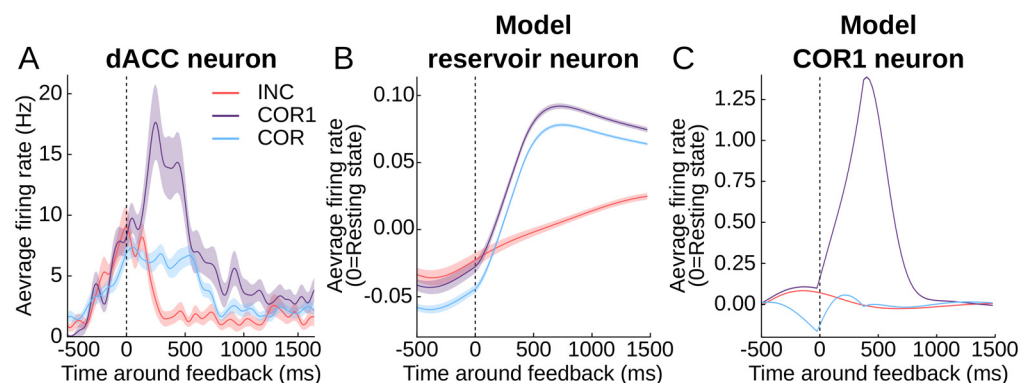 A
dACC neuron
Aevrage firing rate (Hz)
20
15
10
5
0
INC
COR1
COR
-500 0 500 1000 1500
Time around feedback (ms)
B
Model
reservoir neuron
Aevrage firing rate
(0=Resting state)
0.10
0.05
0.00
-0.05
-500 0 500 1000 1500
Time around feedback (ms)
C
Model
COR1 neuron
Aevrage firing rate
(0=Resting state)
1.25
1.00
0.75
0.50
0.25
0.00
-500 0 500 1000 1500
Time around feedback (ms)